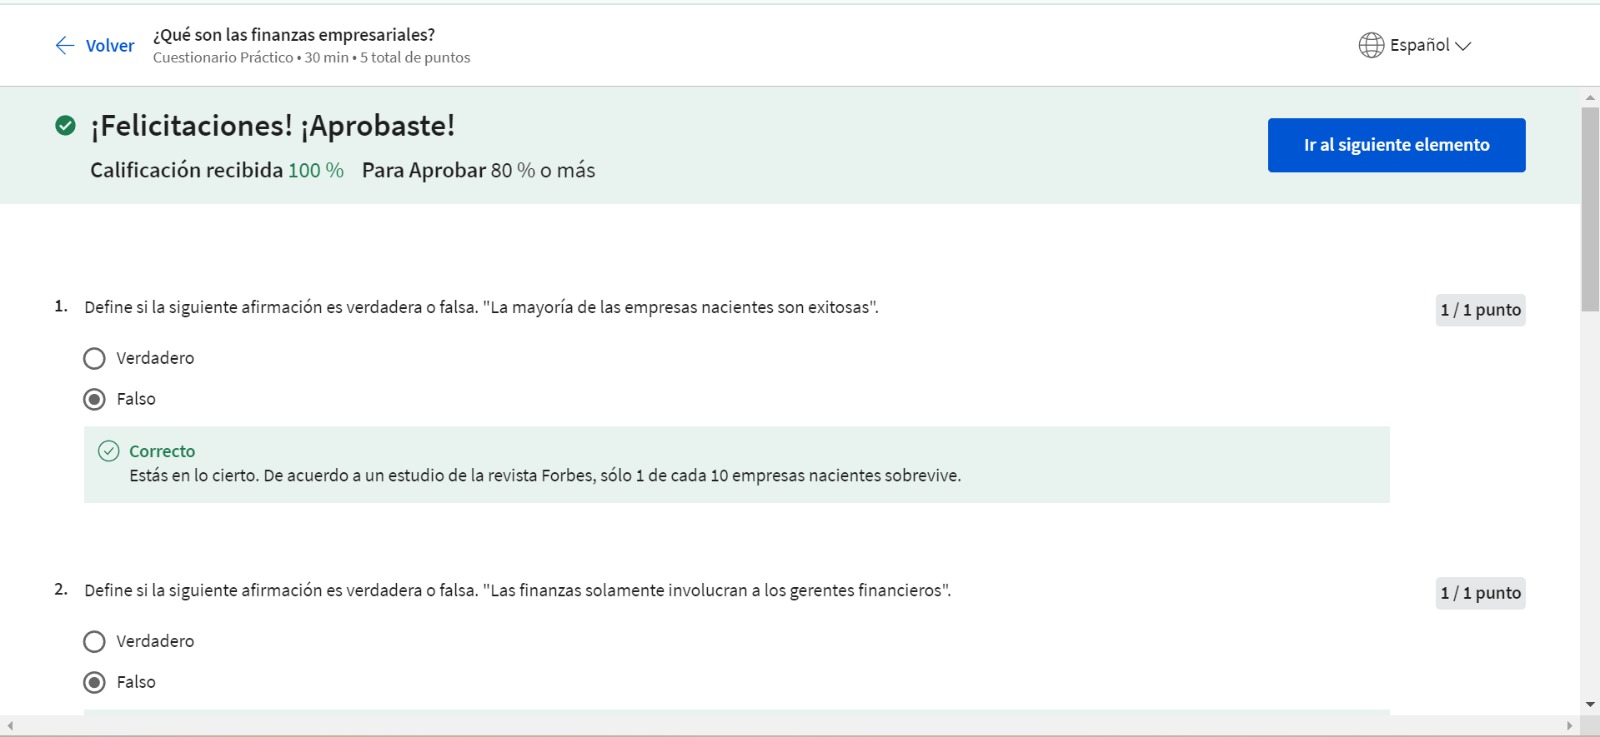 Volver
¿Qué son las finanzas empresariales?
Cuestionario Práctico • 30 min • 5 total de puntos
Español
¡Felicitaciones! ¡Aprobaste!
Calificación recibida 100 % Para Aprobar 80 % o más
Ir al siguiente elemento
1. Define si la siguiente afirmación es verdadera o falsa. "La mayoría de las empresas nacientes son exitosas".
1 / 1 punto
Verdadero
Falso
Correcto
Estás en lo cierto. De acuerdo a un estudio de la revista Forbes, sólo 1 de cada 10 empresas nacientes sobrevive.
2. Define si la siguiente afirmación es verdadera o falsa. "Las finanzas solamente involucran a los gerentes financieros".
1 / 1 punto
Verdadero
Falso